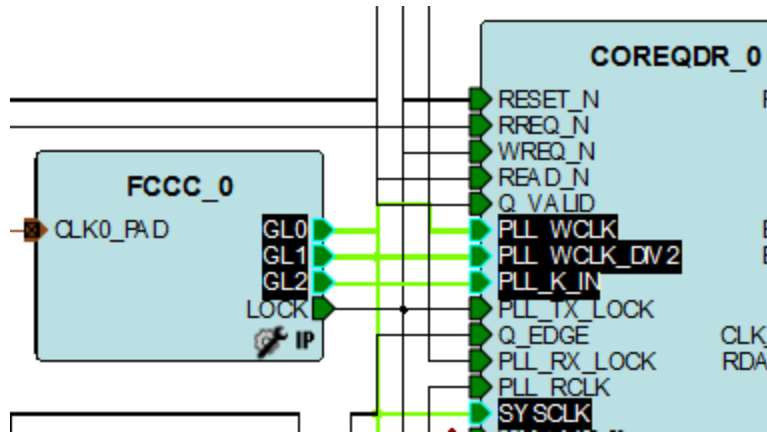 COREQDR_0
RESET_N
RREQ_N
WREQ_N
READ_N
Q_VALID
FCCC_0
CLK0_PAD
GL0
PLL_WCLK
GL1
PLL_WCLK_DIV2
GL2
PLL_K_IN
LOCK
PLL_TX_LOCK
IP
Q_EDGE
CLK_
PLL_RX_LOCK
RDA
PLL_RCLK
SYSCLK